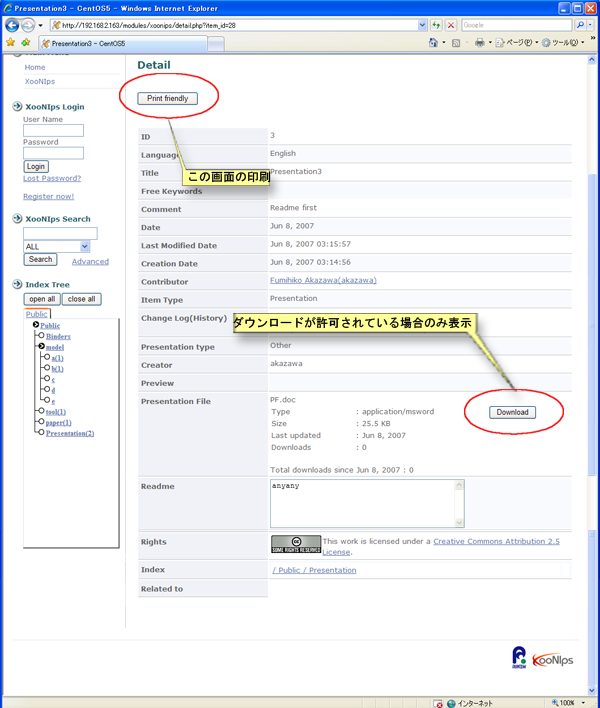 Presentation3 - CentOS5 - Windows Internet Explorer
http://192.168.2.163/modules/xoonips/detail.php?item_id=28
Google
Presentation3 - CentOS5
ページ(P)
ツール(O)
Home
XooNIps
XooNIps Login
User Name
Password
Login
Lost Password?
Register now!
XooNIps Search
ALL
Search
Advanced
Index Tree
open all
close all
Public
Public
Binders
model
a(1)
b(1)
c
d
e
tool(1)
paper(1)
Presentation(2)
Detail
Print friendly
この画面の印刷
ID 3
Language English
Title Presentation3
Free Keywords
Comment Readme first
Date Jun 8, 2007
Last Modified Date Jun 8, 2007 03:15:57
Creation Date Jun 8, 2007 03:14:56
Contributor Fumihiko Akazawa(akazawa)
Item Type Presentation
Change Log(History)
ダウンロードが許可されている場合のみ表示
Presentation type Other
Creator akazawa
Preview
Presentation File PF.doc
Type : application/msword
Size : 25.5 KB
Last updated : Jun 8, 2007
Downloads : 0
Download
Total downloads since Jun 8, 2007 : 0
Readme anyany
Rights
cc
SOME RIGHTS RESERVED
This work is licensed under a Creative Commons Attribution 2.5
License.
Index / Public / Presentation
Related to
XooNIps
インターネット
100%